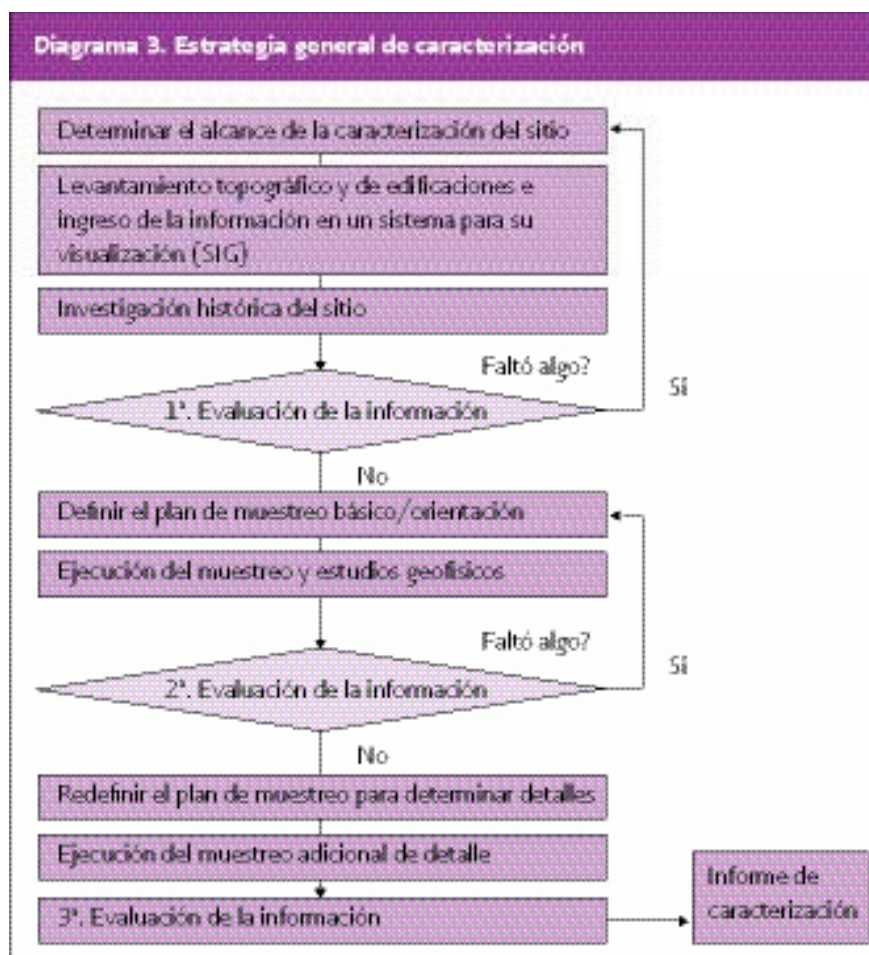 Diagrama 3. Estrategia general de caracterización
Determinar el alcance de la caracterización del sitio
Levantamiento topográfico y de edificaciones e
ingreso de la información en un sistema para su
visualización (SIG)
Investigación histórica del sitio
Faltó algo?
Sí
1ª. Evaluación de la información
No
Definir el plan de muestreo básico/orientación
Ejecución del muestreo y estudios geofísicos
Faltó algo?
Sí
2ª. Evaluación de la información
No
Redefinir el plan de muestreo para determinar detalles
Ejecución del muestreo adicional de detalle
3ª. Evaluación de la información
Informe de
caracterización